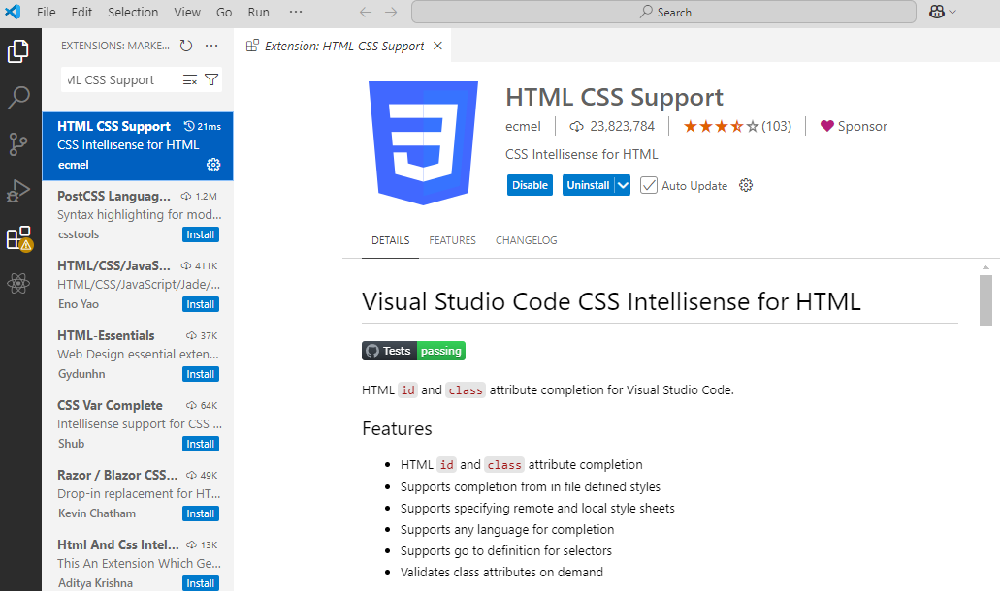 File Edit Selection View Go Run ···
Search
EXTENSIONS: MARKE... ···
Extension: HTML CSS Support
CSS Support
HTML CSS Support 21ms
CSS Intellisense for HTML
ecmel
PostCSS Languag... 1.2M
Syntax highlighting for mod...
csstools Install
HTML/CSS/JavaS... 411K
HTML/CSS/JavaScript/Jade/...
Eno Yao Install
HTML-Essentials 37K
Web Design essential exten...
Gydunhn Install
CSS Var Complete 64K
Intellisense support for CSS ...
Shub Install
Razor / Blazor CSS... 49K
Drop-in replacement for HT...
Kevin Chatham Install
Html And Css Intel... 13K
This An Extension Which Ge...
Aditya Krishna Install
HTML CSS Support
ecmel 23,823,784 (103) Sponsor
CSS Intellisense for HTML
Disable Uninstall Auto Update
DETAILS FEATURES CHANGELOG
Visual Studio Code CSS Intellisense for HTML
Tests passing
HTML id and class attribute completion for Visual Studio Code.
Features
• HTML id and class attribute completion
• Supports completion from in file defined styles
• Supports specifying remote and local style sheets
• Supports any language for completion
• Supports go to definition for selectors
• Validates class attributes on demand